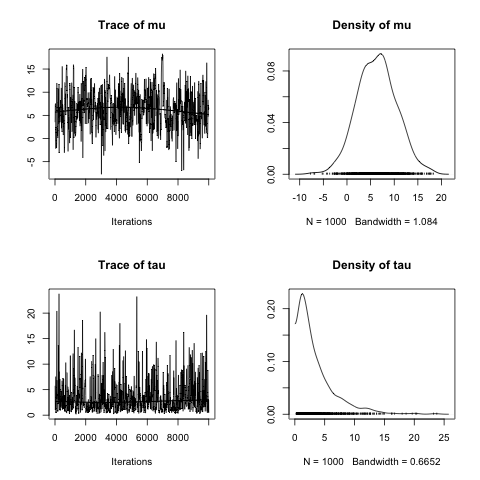 Trace of mu
Density of mu
-5 0 5 10 15
0.00 0.04 0.08
0 2000 4000 6000 8000
-10 -5 0 5 10 15 20
Iterations
N = 1000 Bandwidth = 1.084
Trace of tau
Density of tau
0 5 10 15 20
0.00 0.10 0.20
0 2000 4000 6000 8000
0 5 10 15 20 25
Iterations
N = 1000 Bandwidth = 0.6652